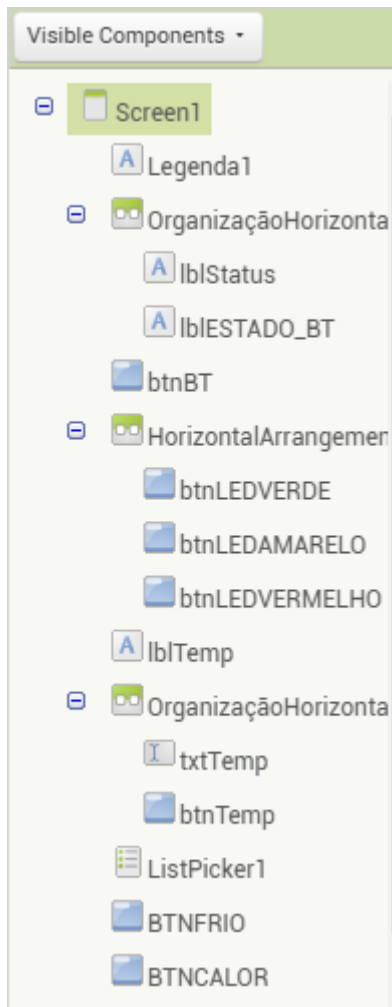 Visible Components
Screen1
A Legenda1
OrganizaçãoHorizonta
A lblStatus
A lblESTADO_BT
btnBT
HorizontalArrangemen
btnLEDVERDE
btnLEDAMARELO
btnLEDVERMELHO
A lblTemp
OrganizaçãoHorizonta
txtTemp
btnTemp
ListPicker1
BTNFRIO
BTNCALOR